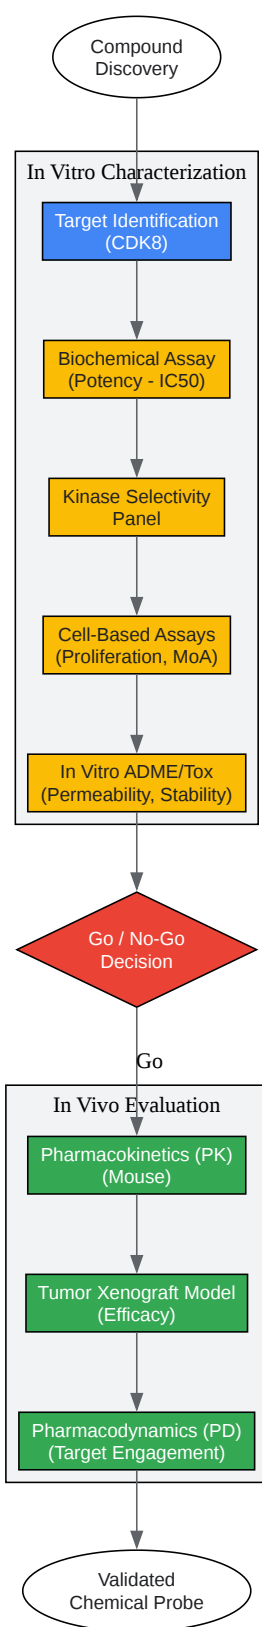 Compound
Discovery
In Vitro Characterization
Target Identification
(CDK8)
Biochemical Assay
(Potency - IC50)
Kinase Selectivity
Panel
Cell-Based Assays
(Proliferation, MoA)
In Vitro ADME/Tox
(Permeability, Stability)
Go / No-Go
Decision
Go
In Vivo Evaluation
Pharmacokinetics (PK)
(Mouse)
Tumor Xenograft Model
(Efficacy)
Pharmacodynamics (PD)
(Target Engagement)
Validated
Chemical Probe